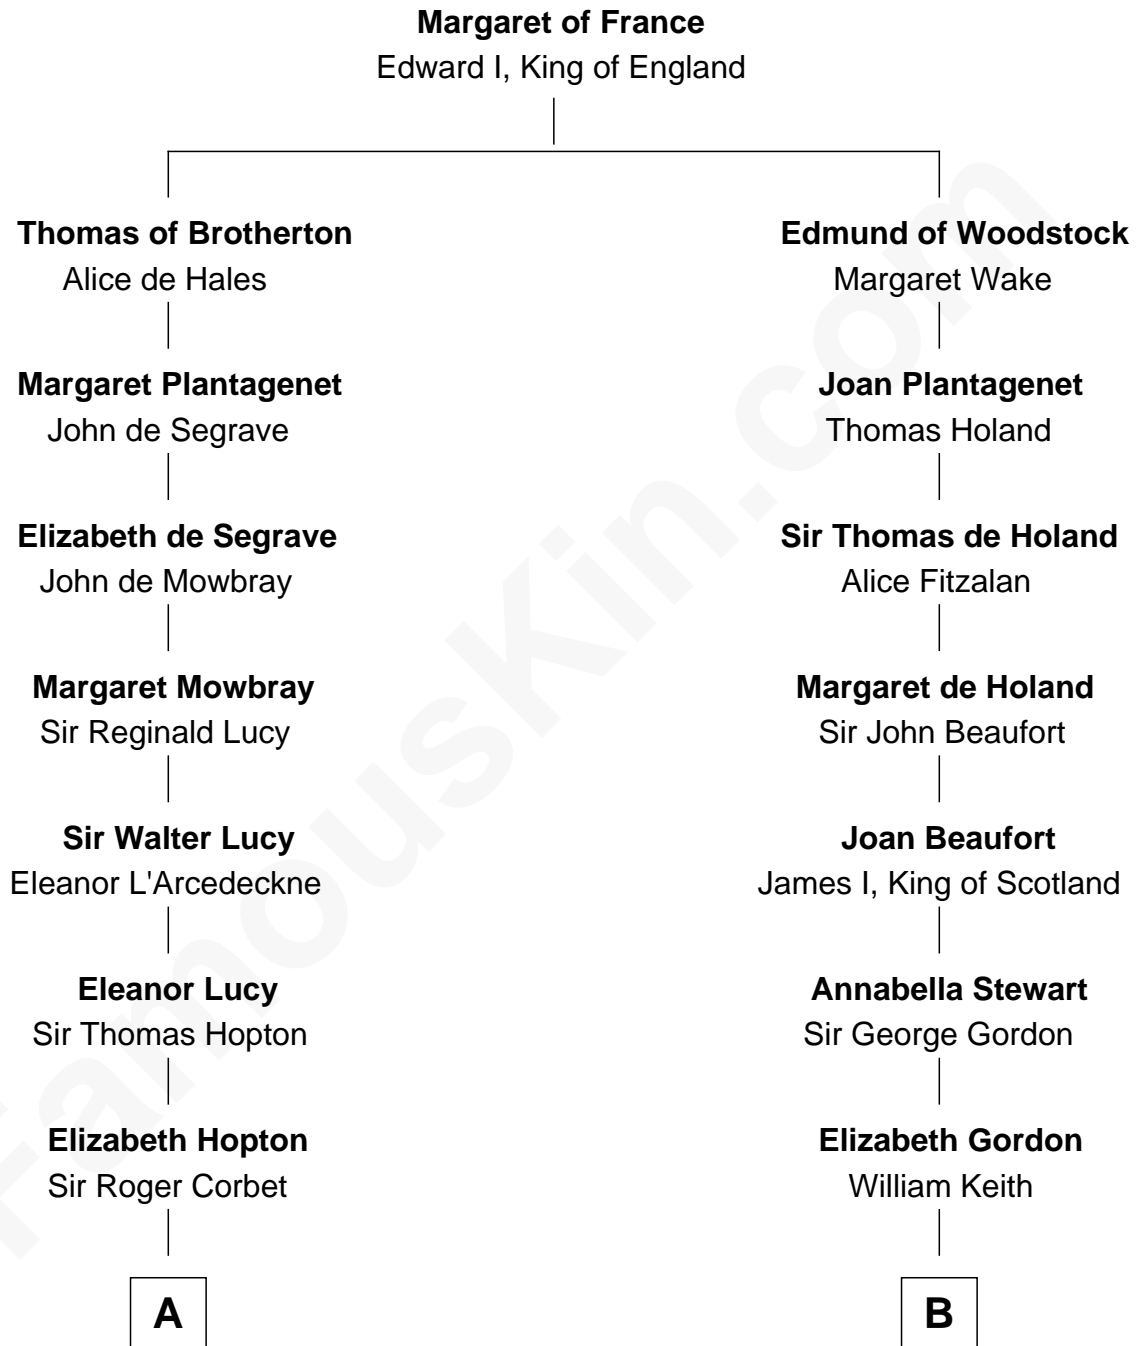 Margaret of France
Edward I, King of England
Thomas of Brotherton
Alice de Hales
Edmund of Woodstock
Margaret Wake
Margaret Plantagenet
John de Segrave
Joan Plantagenet
Thomas Holand
Elizabeth de Segrave
John de Mowbray
Sir Thomas de Holand
Alice Fitzalan
Margaret Mowbray
Sir Reginald Lucy
Margaret de Holand
Sir John Beaufort
Sir Walter Lucy
Eleanor L'Arcedeckne
Joan Beaufort
James I, King of Scotland
Eleanor Lucy
Sir Thomas Hopton
Annabella Stewart
Sir George Gordon
Elizabeth Hopton
Sir Roger Corbet
Elizabeth Gordon
William Keith
A
B
FamousKin.com